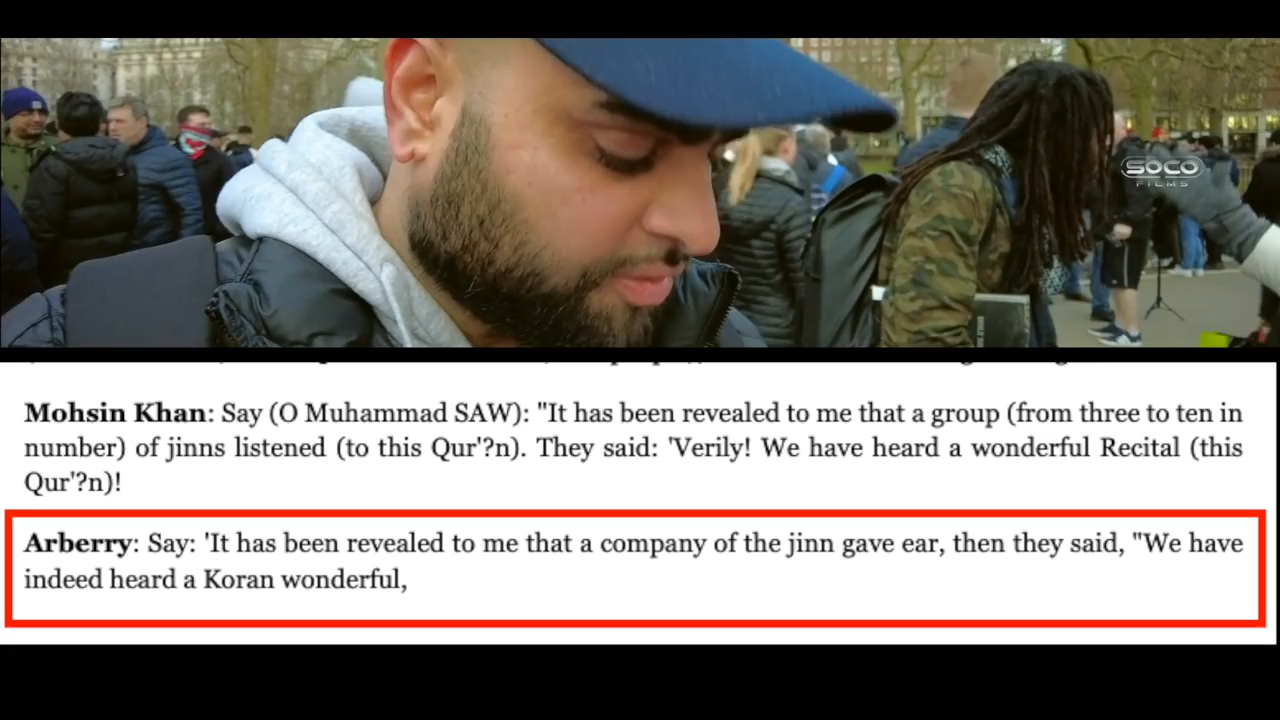 SOCO
FILMS
Mohsin Khan: Say (O Muhammad SAW): "It has been revealed to me that a group (from three to ten in
number) of jinns listened (to this Qur'?n). They said: 'Verily! We have heard a wonderful Recital (this
Qur'?n)!
Arberry: Say: 'It has been revealed to me that a company of the jinn gave ear, then they said, "We have
indeed heard a Koran wonderful,